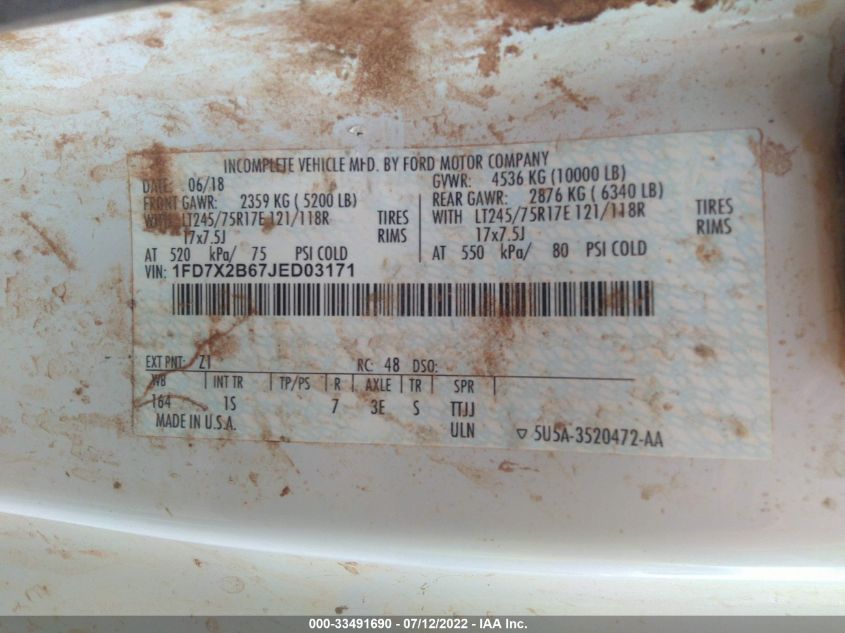 INCOMPLETE VEHICLE MFD. BY FORD MOTOR COMPANY
DATE: 06/18
GVWR: 4536 KG (10000 LB)
FRONT GAWR: 2359 KG ( 5200 LB)
REAR GAWR: 2876 KG ( 6340 LB)
WITH LT245/75R17E 121/118R TIRES
WITH LT245/75R17E 121/118R TIRES
17x7.5J RIMS
17x7.5J RIMS
AT 520 kPa/ 75 PSI COLD
AT 550 kPa/ 80 PSI COLD
VIN: 1FD7X2B67JED03171
EXT PNT: Z1 RC: 48 DSO:
WB INT TR TP/PS R AXLE TR SPR
164 1S 7 3E S TTJJ
MADE IN U.S.A. ULN ▽ 5U5A-3520472-AA
000-33491690 - 07/12/2022 - IAA Inc.